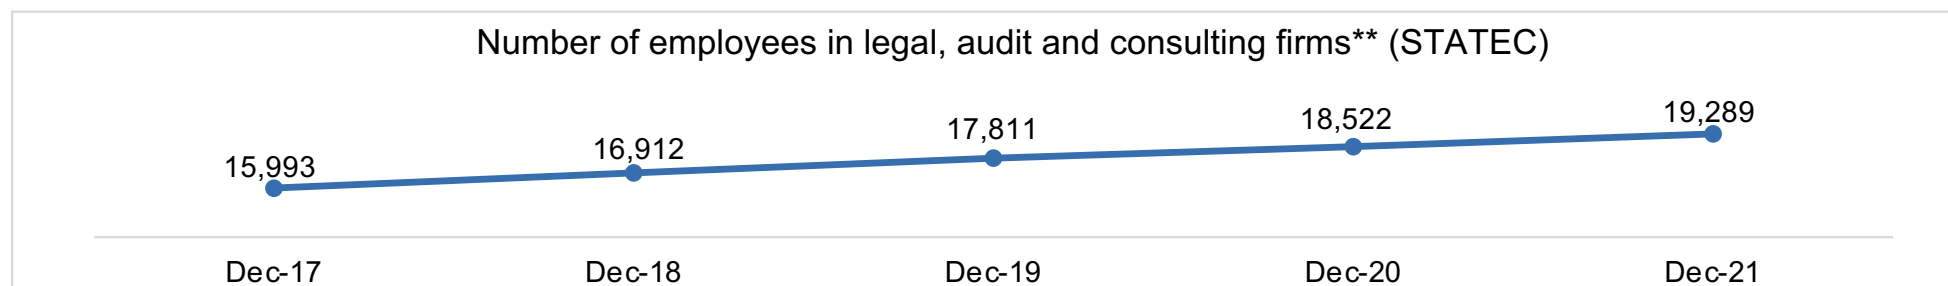 Number of employees in legal, audit and consulting firms** (STATEC)
15,993 16,912 17,811 18,522 19,289
Dec-17 Dec-18 Dec-19 Dec-20 Dec-21